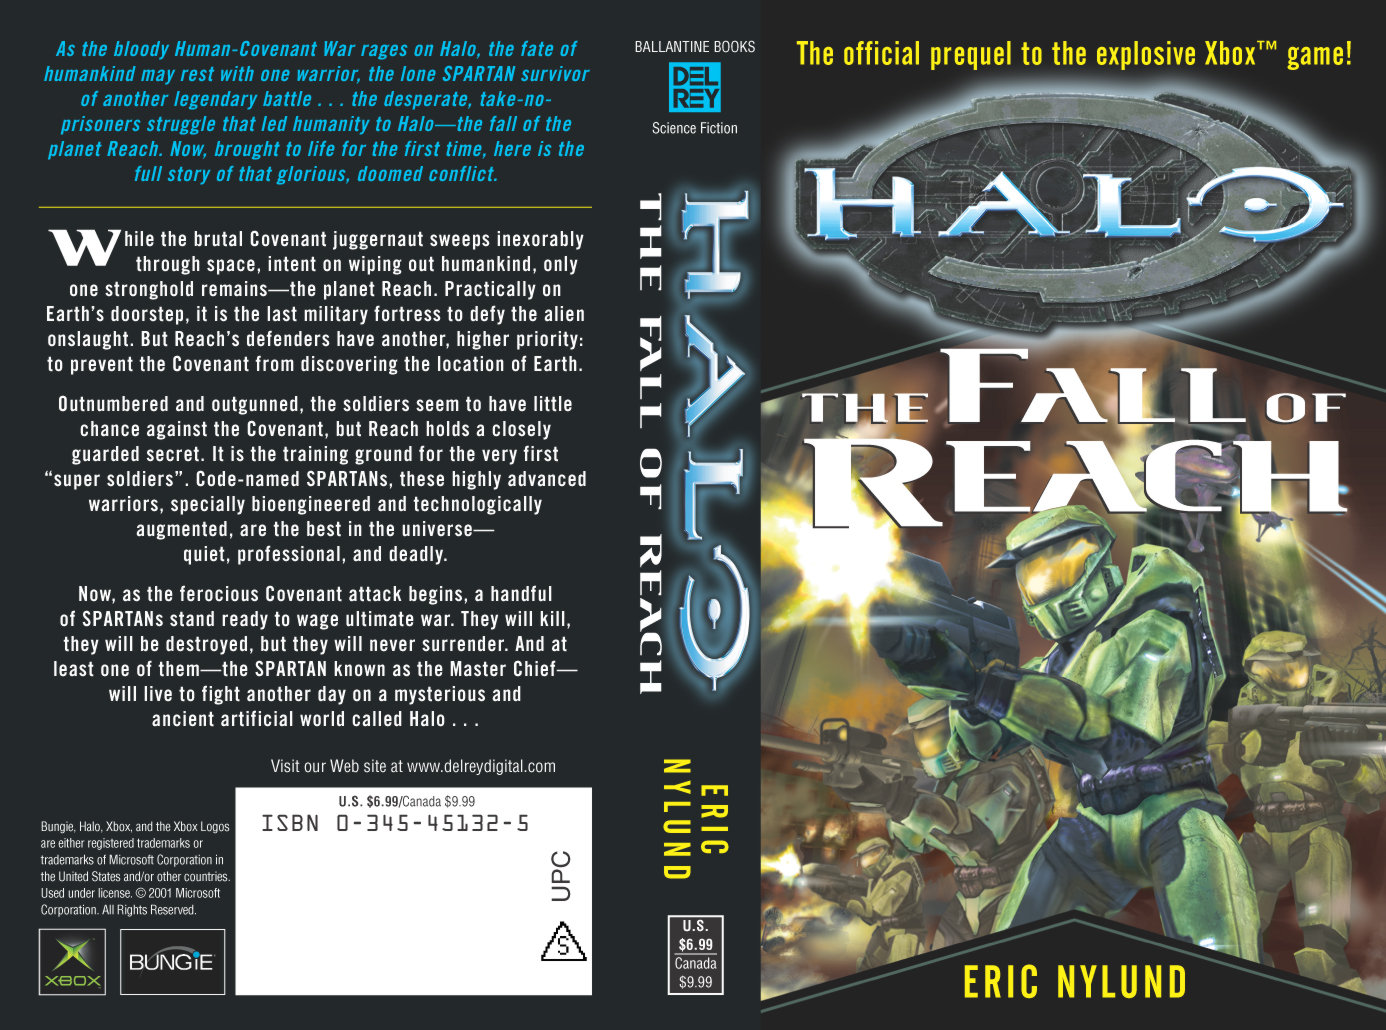 As the bloody Human-Covenant War rages on Halo, the fate of
humankind may rest with one warrior, the lone SPARTAN survivor
of another legendary battle . . . the desperate, take-no-
prisoners struggle that led humanity to Halo—the fall of the
planet Reach. Now, brought to life for the first time, here is the
full story of that glorious, doomed conflict.
While the brutal Covenant juggernaut sweeps inexorably
through space, intent on wiping out humankind, only
one stronghold remains—the planet Reach. Practically on
Earth's doorstep, it is the last military fortress to defy the alien
onslaught. But Reach's defenders have another, higher priority:
to prevent the Covenant from discovering the location of Earth.
Outnumbered and outgunned, the soldiers seem to have little
chance against the Covenant, but Reach holds a closely
guarded secret. It is the training ground for the very first
“super soldiers”. Code-named SPARTANs, these highly advanced
warriors, specially bioengineered and technologically
augmented, are the best in the universe—
quiet, professional, and deadly.
Now, as the ferocious Covenant attack begins, a handful
of SPARTANs stand ready to wage ultimate war. They will kill,
they will be destroyed, but they will never surrender. And at
least one of them—the SPARTAN known as the Master Chief—
will live to fight another day on a mysterious and
ancient artificial world called Halo . . .
Visit our Web site at www.delreydigital.com
Bungie, Halo, Xbox, and the Xbox Logos
are either registered trademarks or
trademarks of Microsoft Corporation in
the United States and/or other countries.
Used under license. © 2001 Microsoft
Corporation. All Rights Reserved.
XBOX
BUNGiE
U.S. $6.99/Canada $9.99
ISBN 0-345-45132-5
UPC
S
BALLANTINE BOOKS
DEL
REY
Science Fiction
HALO
THE FALL OF REACH
ERIC
NYLUND
U.S.
$6.99
Canada
$9.99
The official prequel to the explosive Xbox™ game!
HALO
THE FALL OF
REACH
ERIC NYLUND